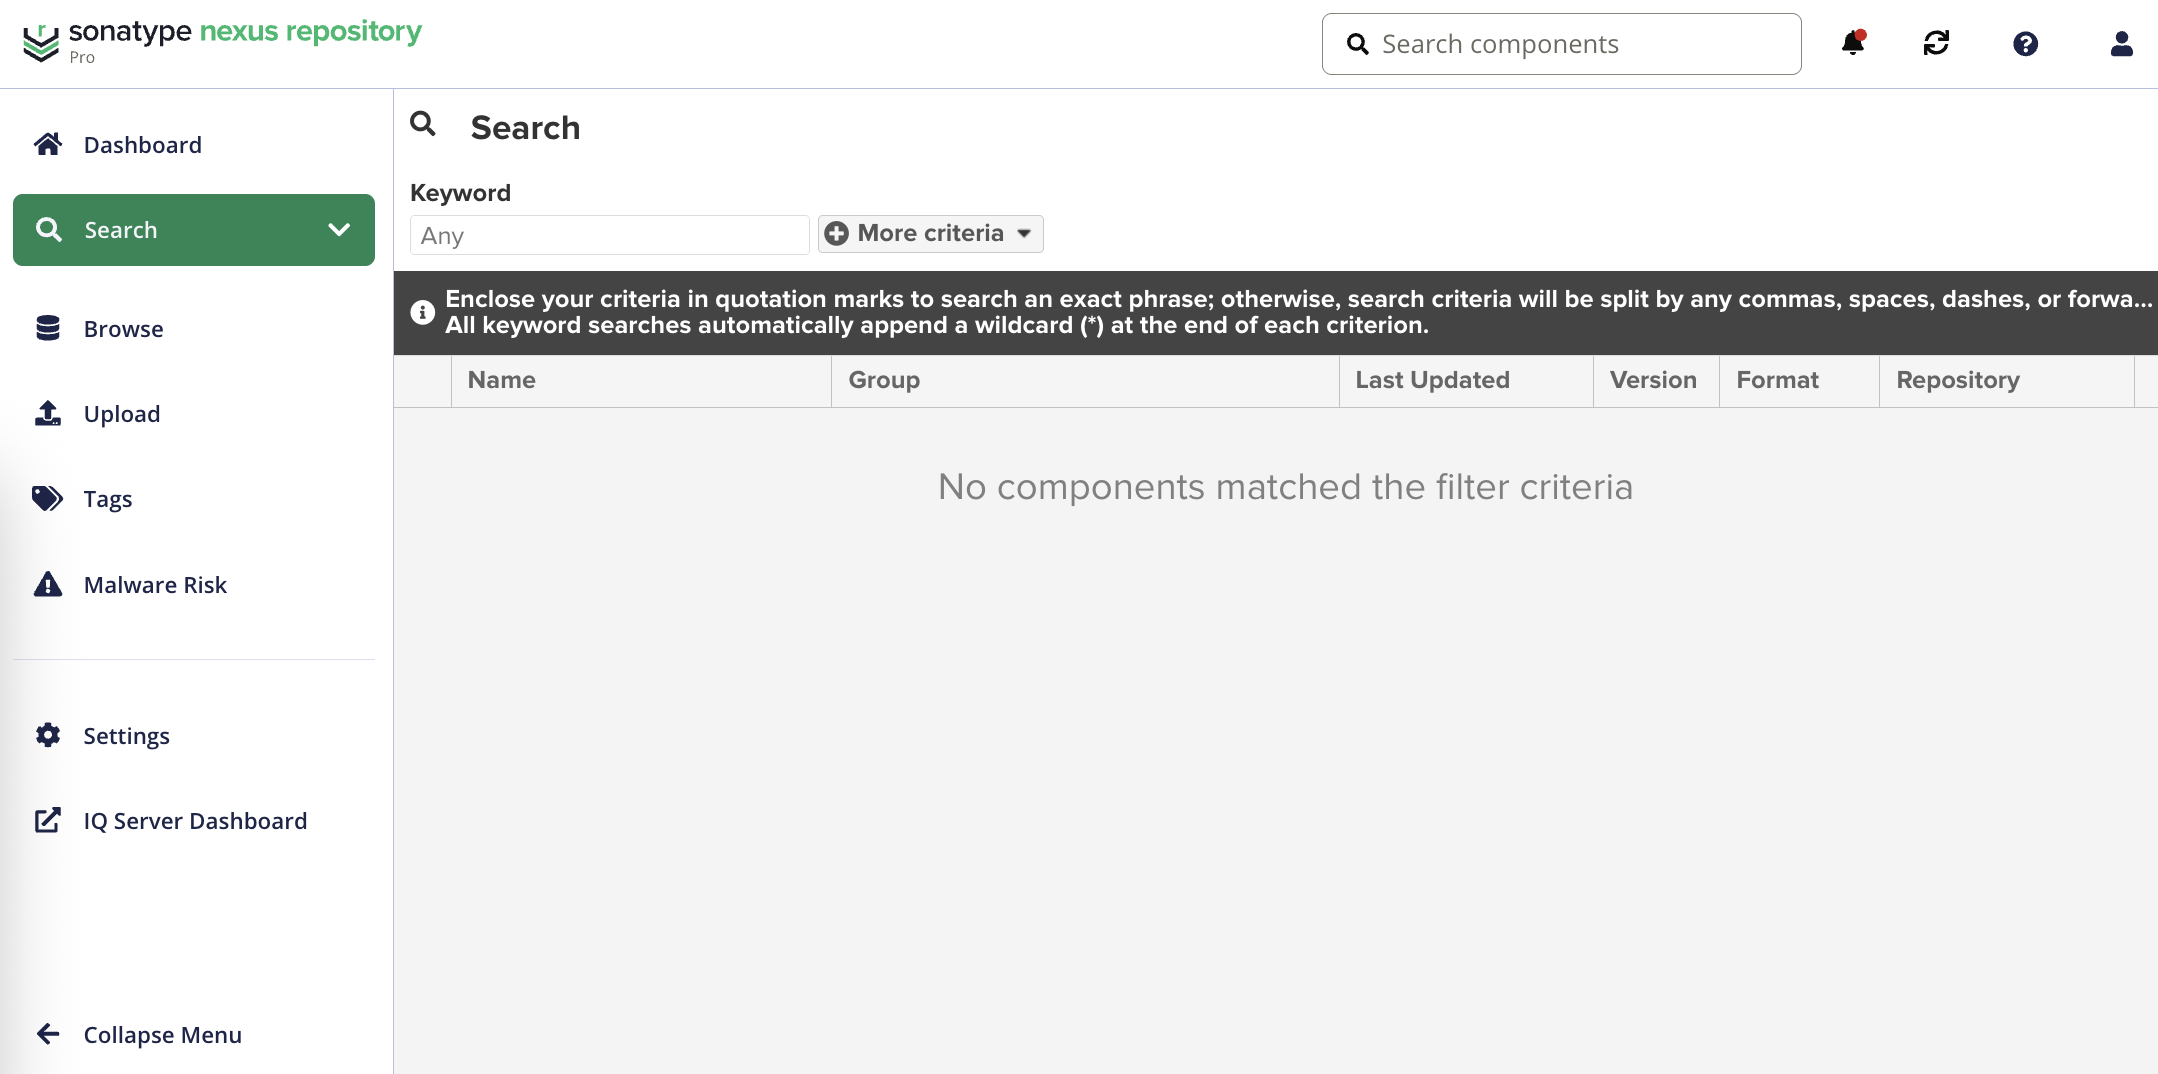 sonatype nexus repository
Pro
Search components
Dashboard
Search
Browse
Upload
Tags
Malware Risk
Settings
IQ Server Dashboard
Collapse Menu
Search
Keyword
Any
More criteria
Enclose your criteria in quotation marks to search an exact phrase; otherwise, search criteria will be split by any commas, spaces, dashes, or forwa...
All keyword searches automatically append a wildcard (*) at the end of each criterion.
Name Group Last Updated Version Format Repository
No components matched the filter criteria